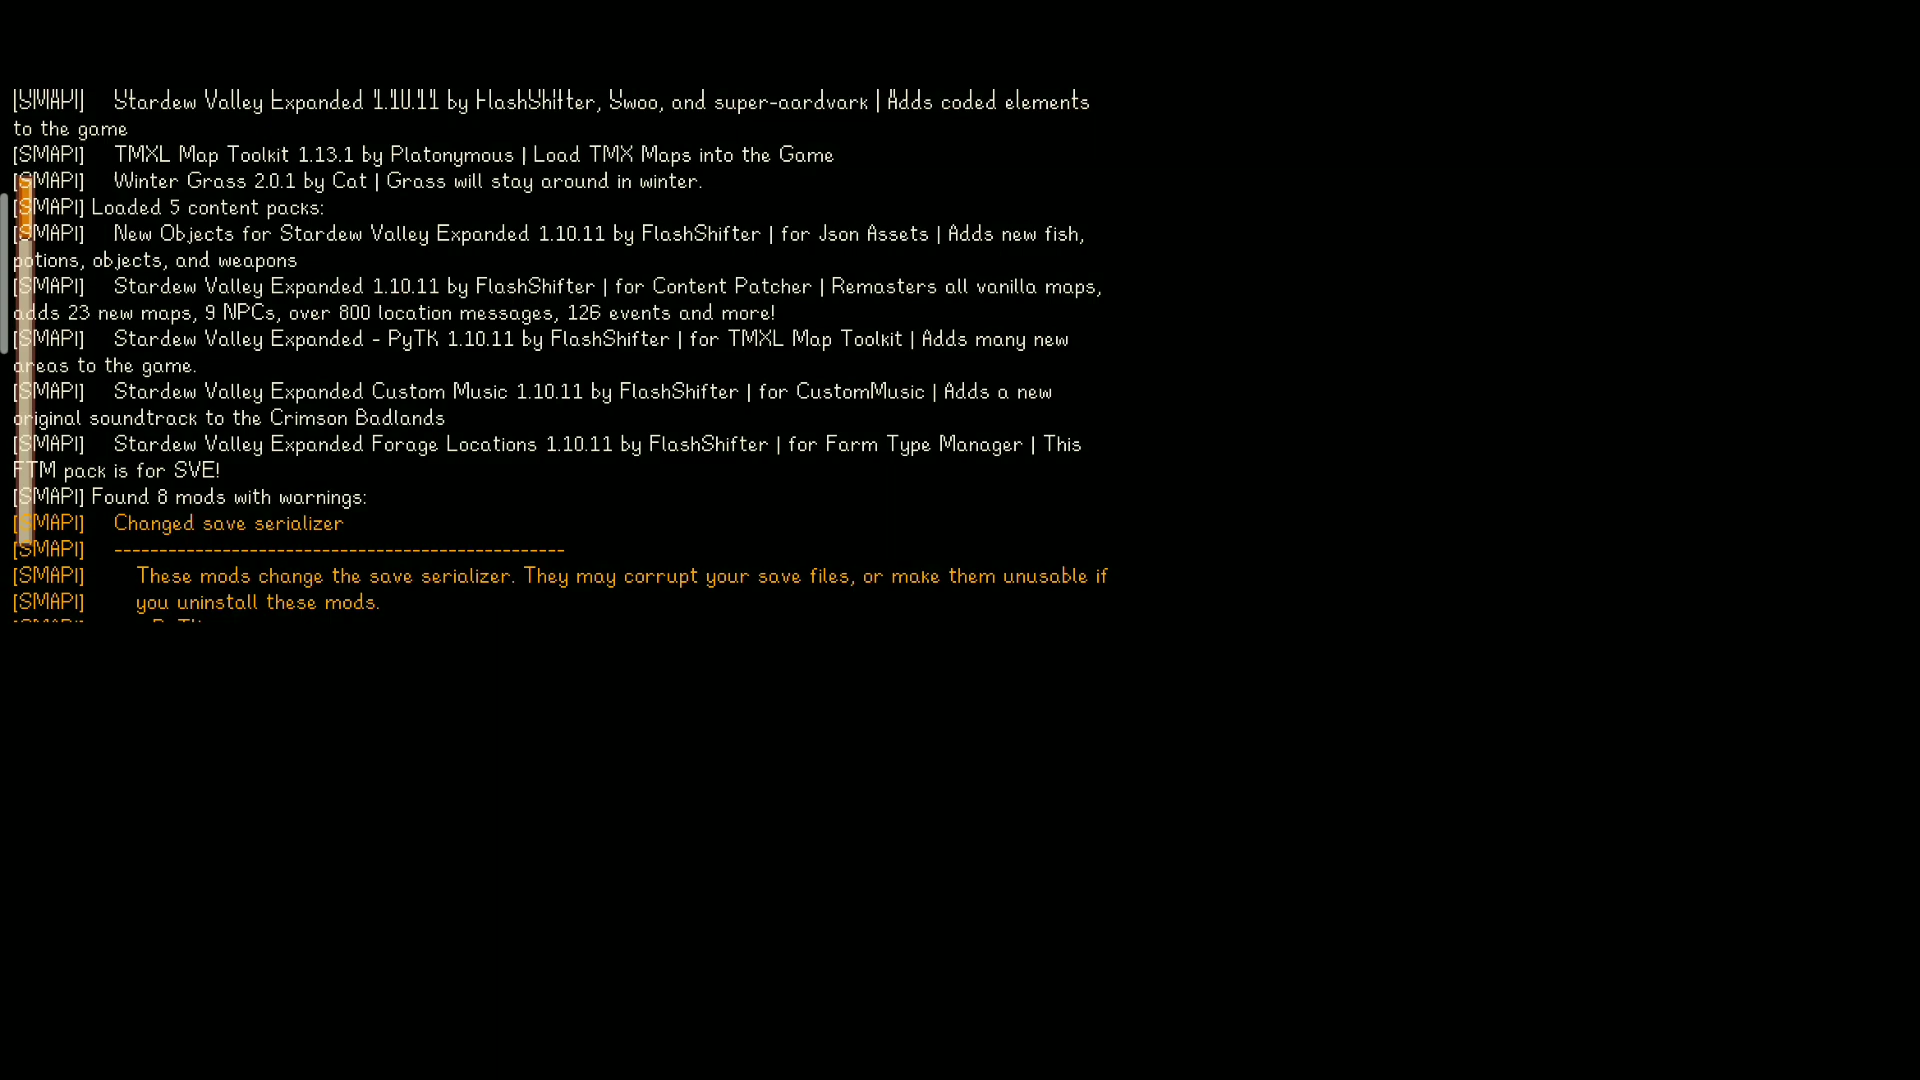 [SMAPI] Stardew Valley Expanded 1.10.11 by FlashShifter, Swoo, and super-aardvark | Adds coded elements
to the game
[SMAPI] TMXL Map Toolkit 1.13.1 by Platonymous | Load TMX Maps into the Game
[SMAPI] Winter Grass 2.0.1 by Cat | Grass will stay around in winter.
[SMAPI] Loaded 5 content packs:
[SMAPI] New Objects for Stardew Valley Expanded 1.10.11 by FlashShifter | for Json Assets | Adds new fish,
potions, objects, and weapons
[SMAPI] Stardew Valley Expanded 1.10.11 by FlashShifter | for Content Patcher | Remasters all vanilla maps,
adds 23 new maps, 9 NPCs, over 800 location messages, 126 events and more!
[SMAPI] Stardew Valley Expanded - PyTK 1.10.11 by FlashShifter | for TMXL Map Toolkit | Adds many new
areas to the game.
[SMAPI] Stardew Valley Expanded Custom Music 1.10.11 by FlashShifter | for CustomMusic | Adds a new
original soundtrack to the Crimson Badlands
[SMAPI] Stardew Valley Expanded Forage Locations 1.10.11 by FlashShifter | for Farm Type Manager | This
FTM pack is for SVE!
[SMAPI] Found 8 mods with warnings:
[SMAPI] Changed save serializer
[SMAPI] --------------------------------------------------
[SMAPI] These mods change the save serializer. They may corrupt your save files, or make them unusable if
[SMAPI] you uninstall these mods.